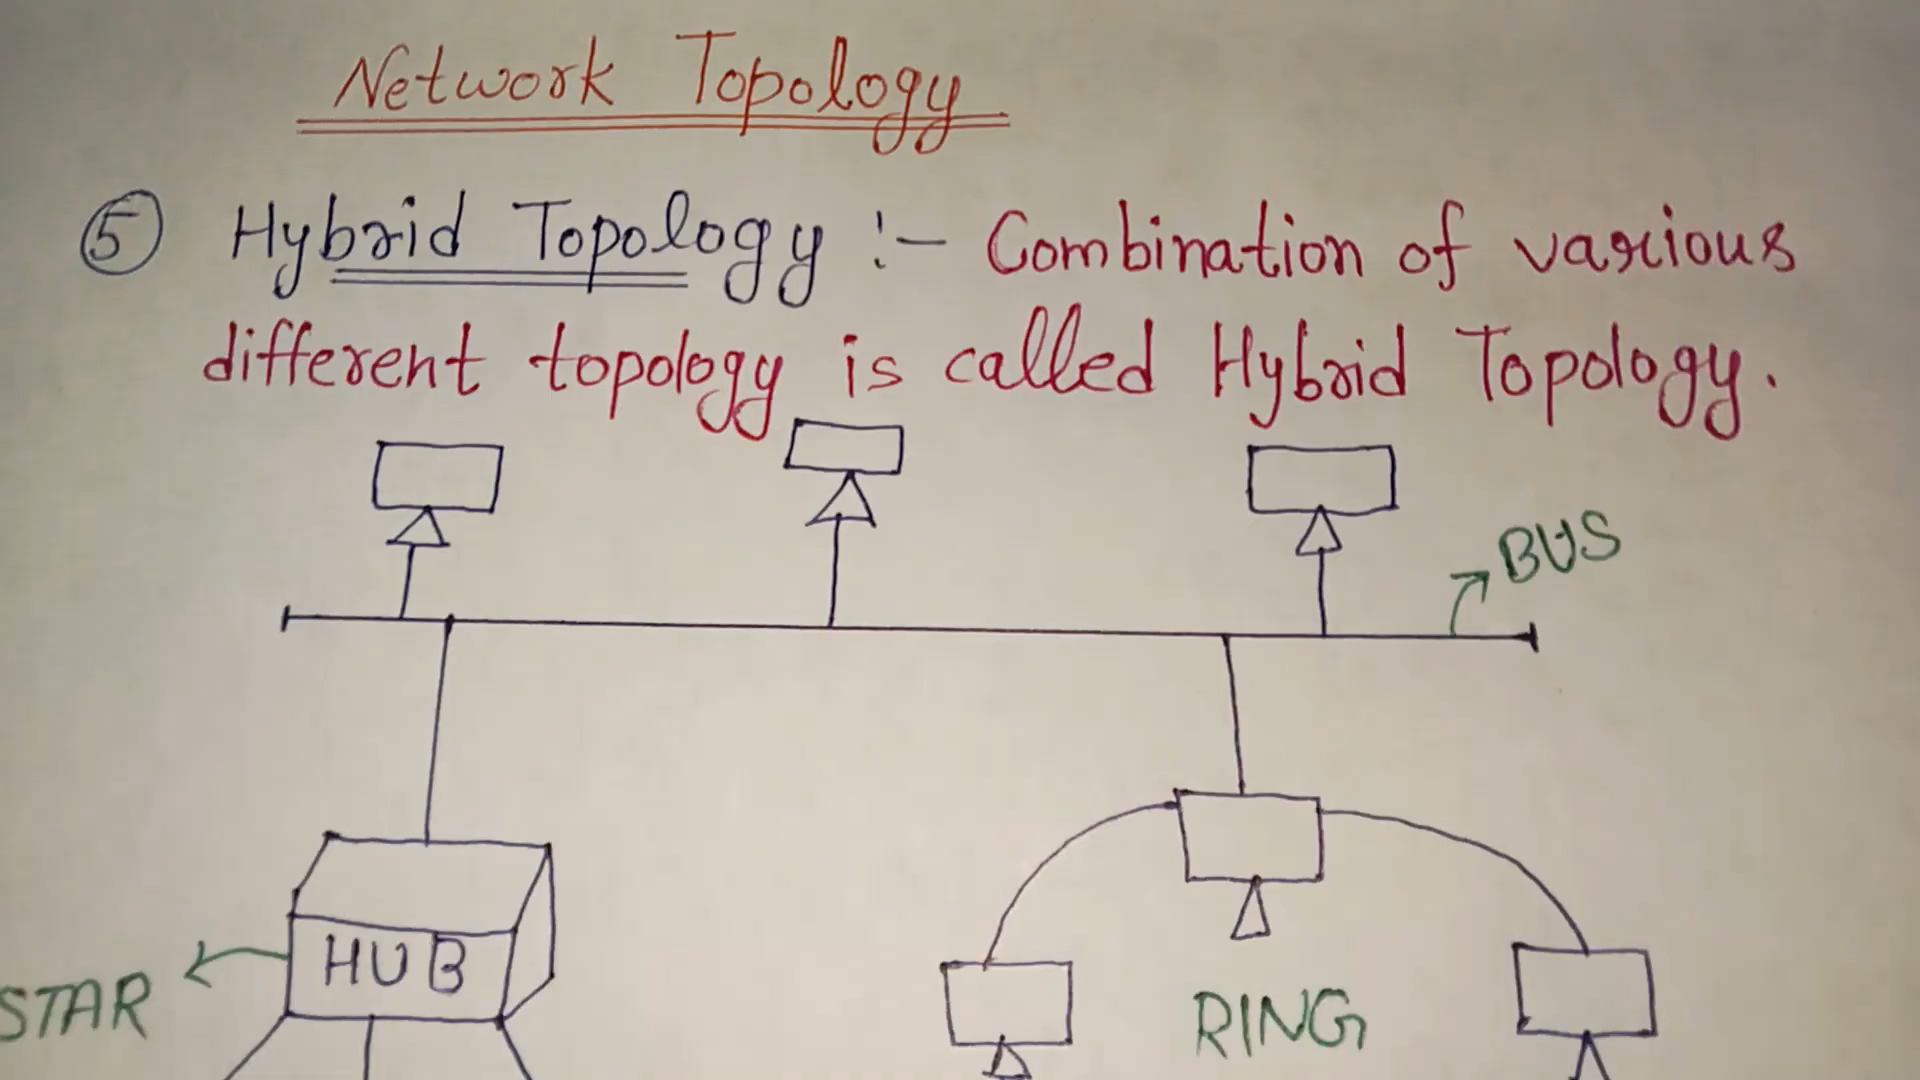 Network Topology
⑤ Hybrid Topology :- Combination of various
different topology is called Hybrid Topology.
BUS
HUB
STAR
RING